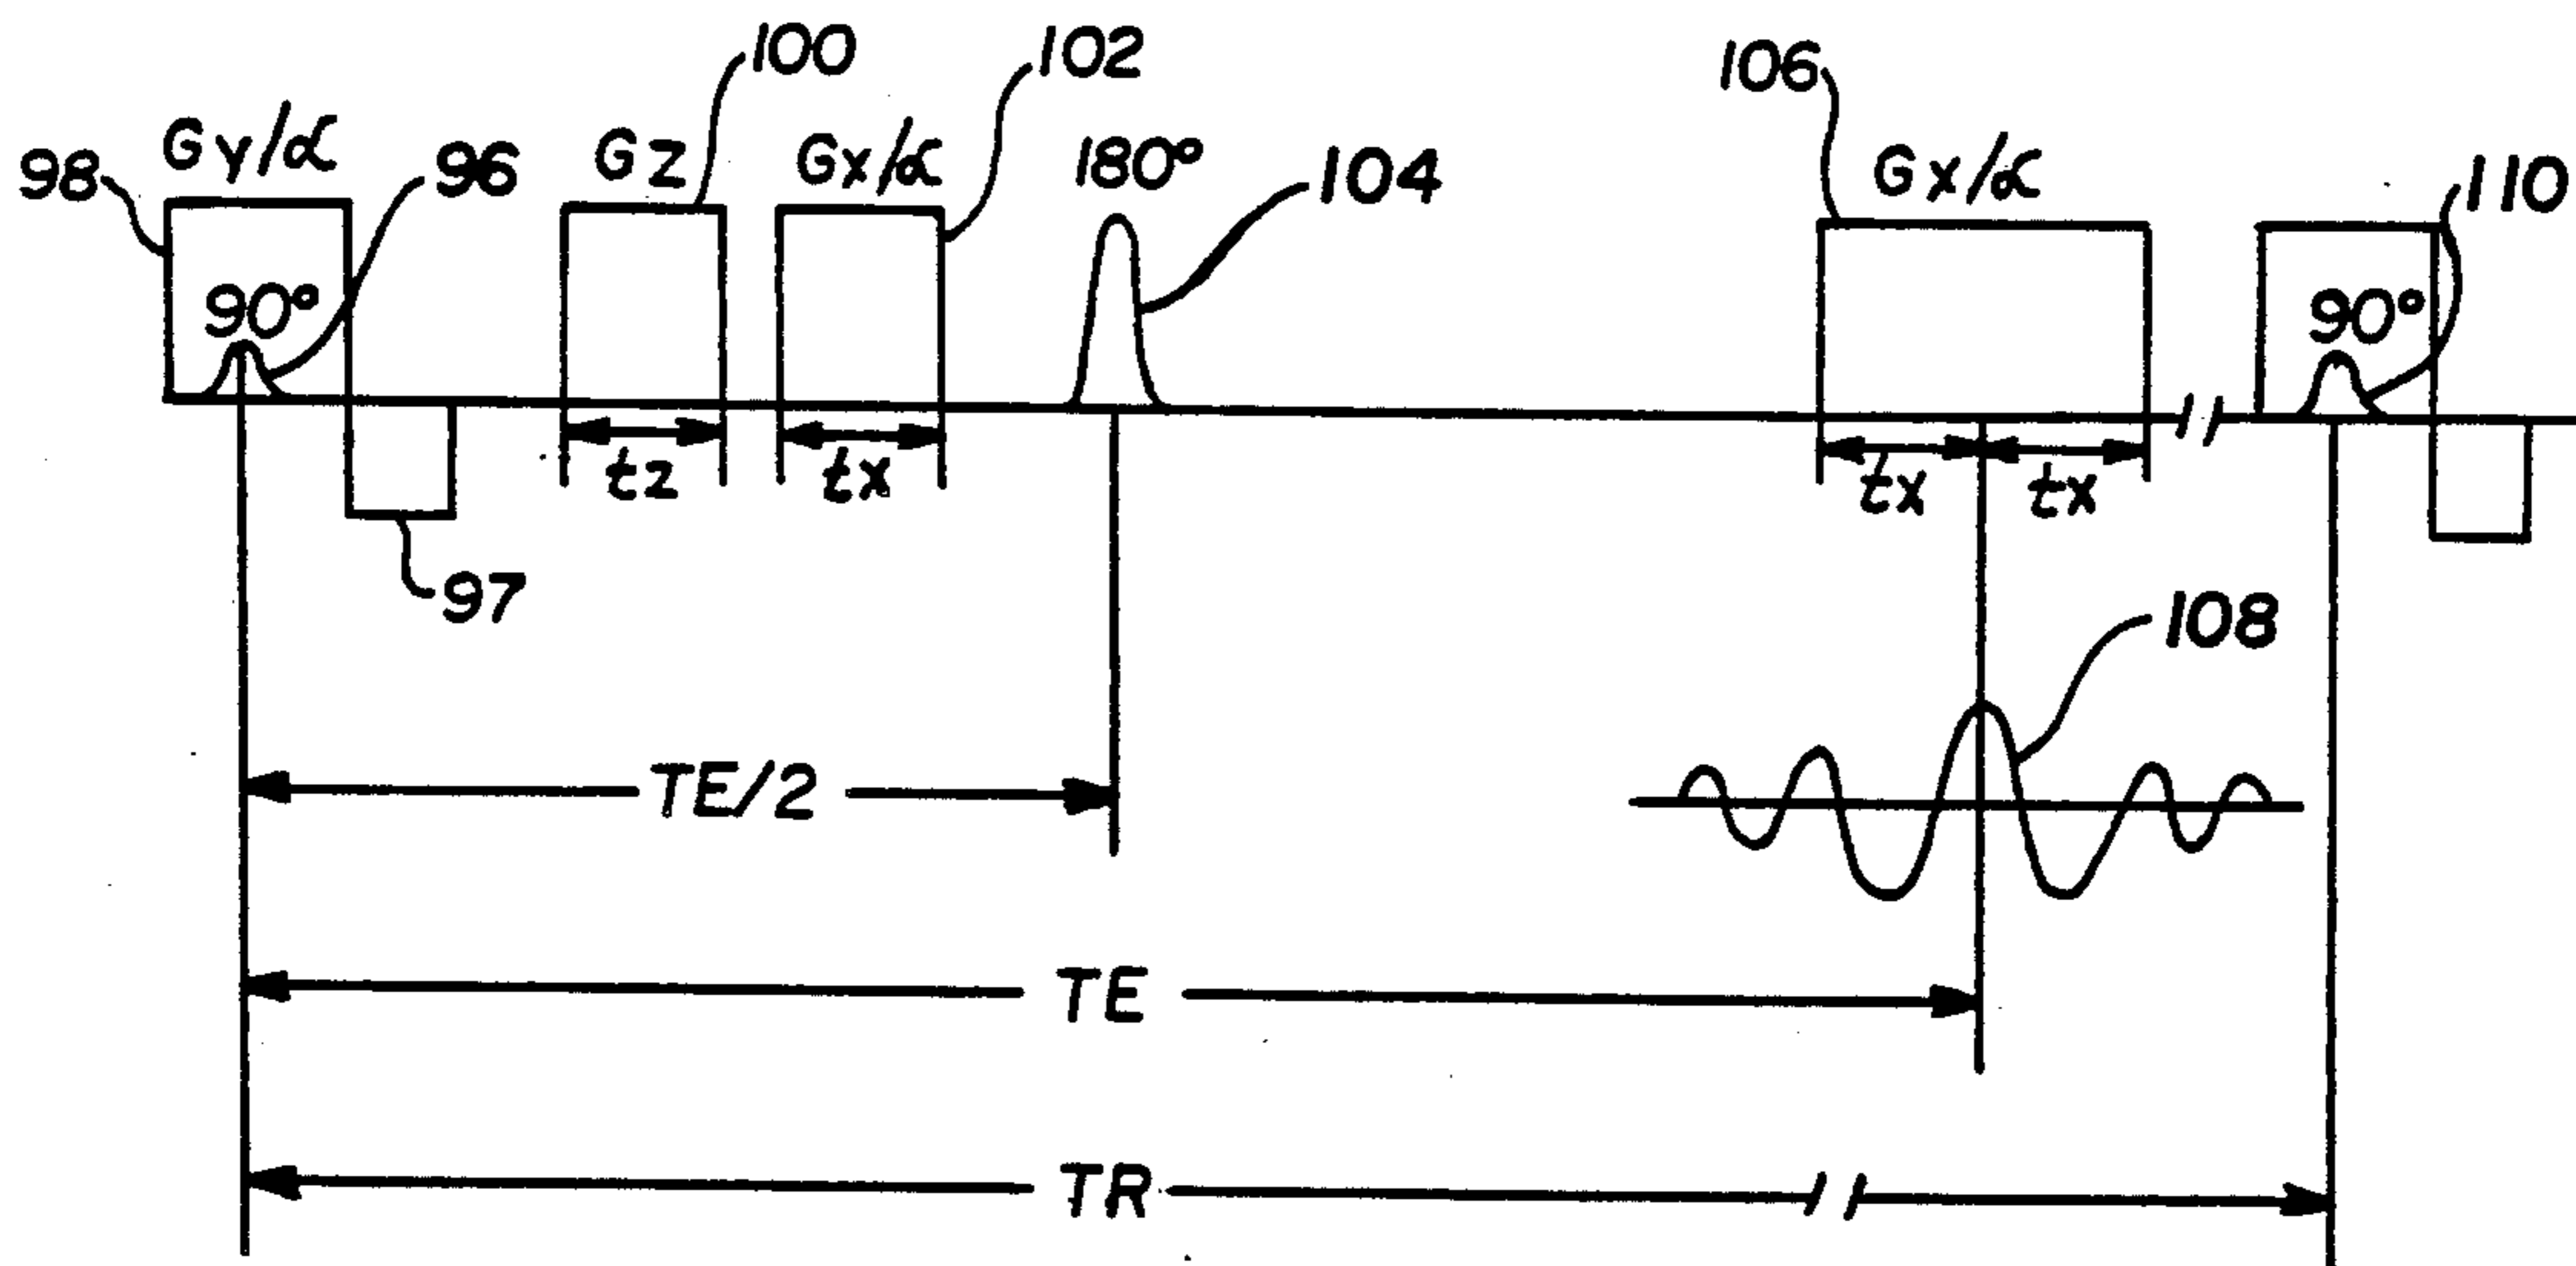 98
Gy/α
96
90°
97
Gz
100
tz
Gx/α
102
tx
180°
104
106
Gx/α
tx
tx
90°
110
108
TE/2
TE
TR